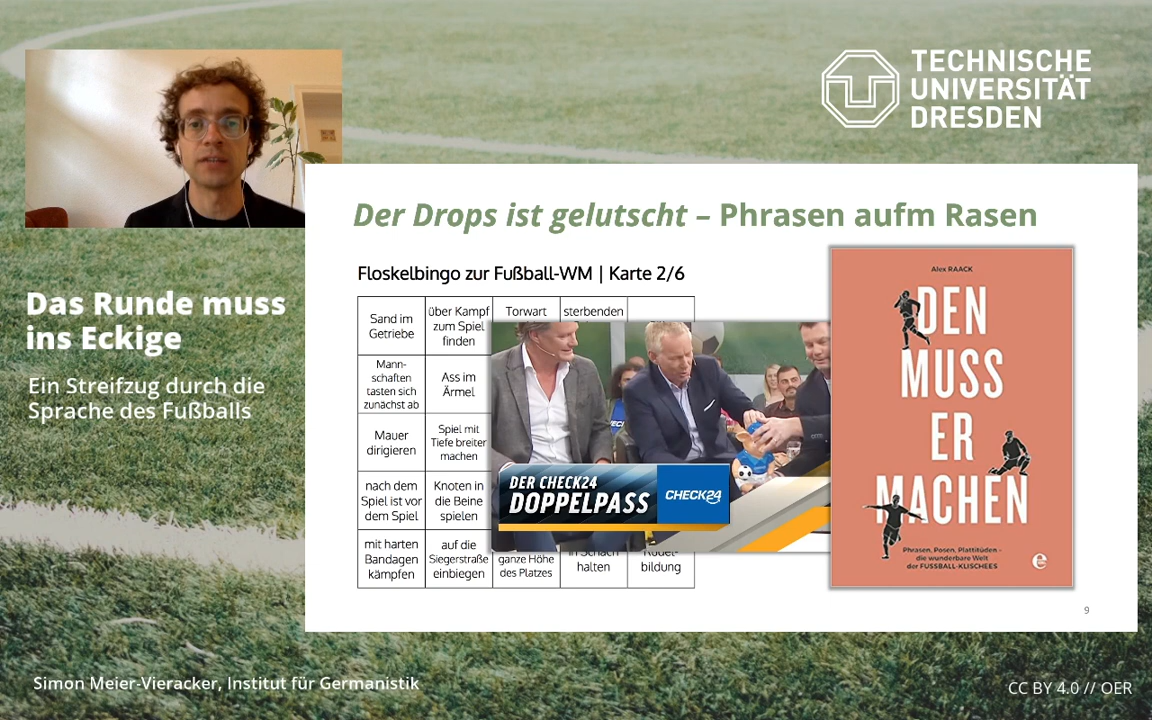 TECHNISCHE
UNIVERSITÄT
DRESDEN
Das Runde muss
ins Eckige
Ein Streifzug durch die
Sprache des Fußballs
Der Drops ist gelutscht – Phrasen aufm Rasen
Floskelbingo zur Fußball-WM | Karte 2/6
Sand im
Getriebe
über Kampf
zum Spiel
finden
Torwart
sterbenden
Mann-
schaften
tasten sich
zunächst ab
Ass im
Ärmel
Mauer
dirigieren
Spiel mit
Tiefe breiter
machen
nach dem
Spiel ist vor
dem Spiel
Knoten in
die Beine
spielen
mit harten
Bandagen
kämpfen
auf die
Siegerstraße
einbiegen
ganze Höhe
des Platzes
in Schach
halten
Rudel-
bildung
DER CHECK24
DOPPELPASS
CHECK24
Alex RAACK
DEN
MUSS
ER
MACHEN
Phrasen, Posen, Plattitüden –
die wunderbare Welt
der FUSSBALL-KLISCHEES
e
9
Simon Meier-Vieracker, Institut für Germanistik
CC BY 4.0 // OER